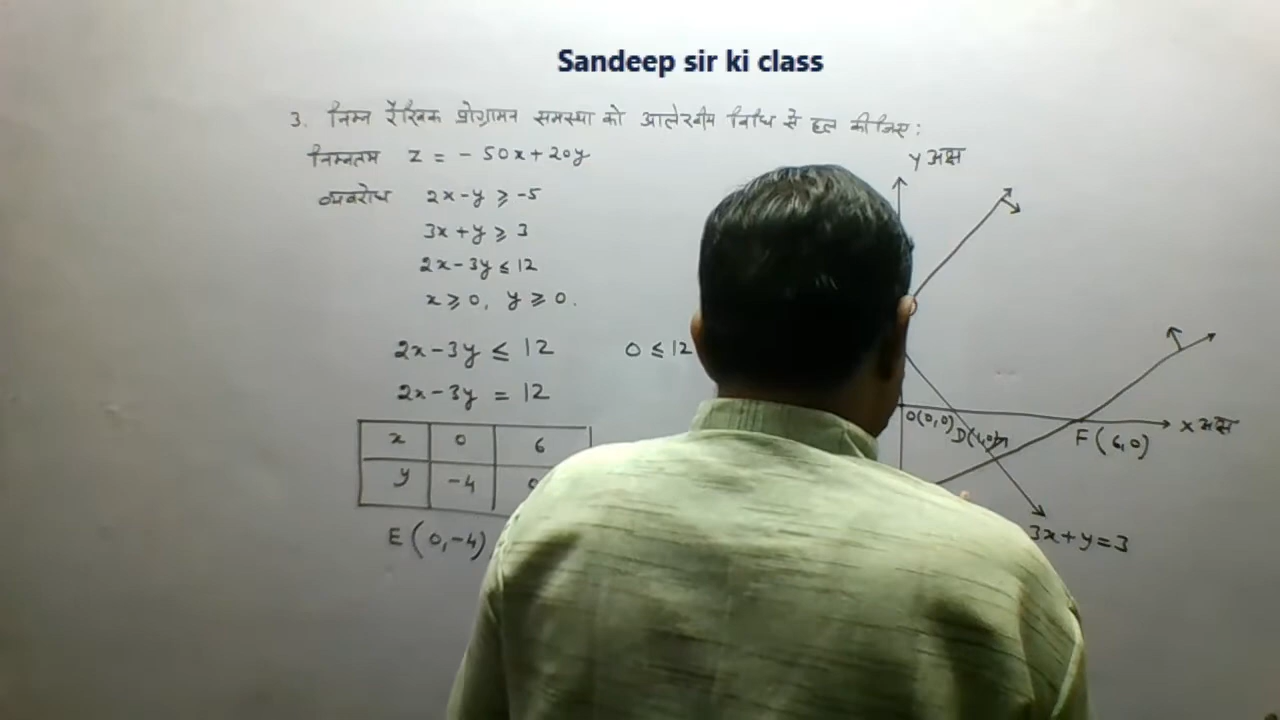 Sandeep sir ki class
3. निम्न रैखिक प्रोग्रामन समस्या को आलेखीय विधि से हल कीजिए :
निम्नतम Z = - 50x + 20y
व्यवरोध 2x - y ≥ -5
3x + y ≥ 3
2x - 3y ≤ 12
x ≥ 0, y ≥ 0.
2x - 3y ≤ 12 0 ≤ 12
2x - 3y = 12
x 0 6
y -4 0
E (0, -4)
y अक्ष
O(0,0)
D(1,0)
F (6,0)
x अक्ष
3x + y = 3